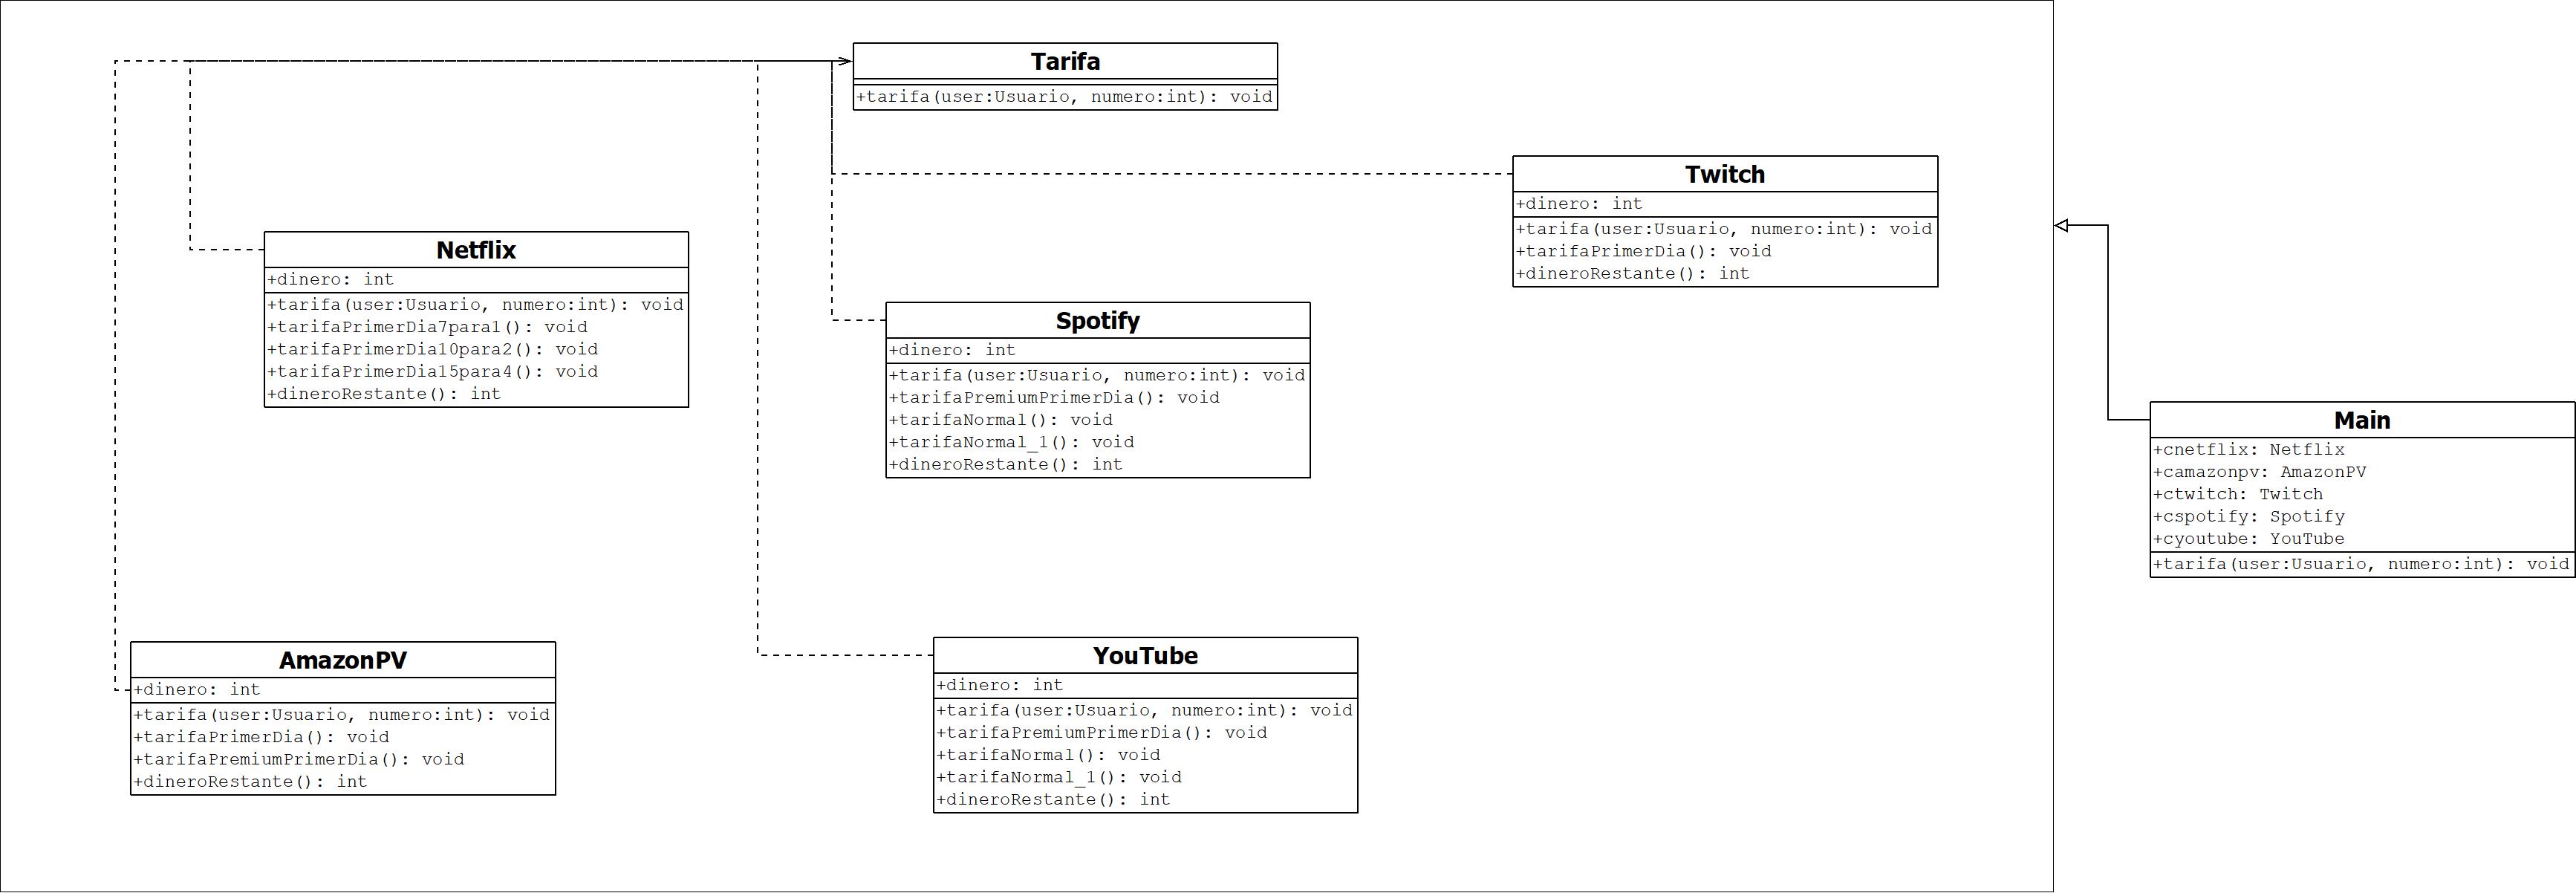 Tarifa
+tarifa(user:Usuario, numero:int): void
Twitch
+dinero: int
+tarifa(user:Usuario, numero:int): void
+tarifaPrimerDia(): void
+dineroRestante(): int
Netflix
+dinero: int
+tarifa(user:Usuario, numero:int): void
+tarifaPrimerDia7para1(): void
+tarifaPrimerDia10para2(): void
+tarifaPrimerDia15para4(): void
+dineroRestante(): int
Spotify
+dinero: int
+tarifa(user:Usuario, numero:int): void
+tarifaPremiumPrimerDia(): void
+tarifaNormal(): void
+tarifaNormal_1(): void
+dineroRestante(): int
Main
+cnetflix: Netflix
+camazonpv: AmazonPV
+ctwitch: Twitch
+cspotify: Spotify
+cyoutube: YouTube
+tarifa(user:Usuario, numero:int): void
AmazonPV
+dinero: int
+tarifa(user:Usuario, numero:int): void
+tarifaPrimerDia(): void
+tarifaPremiumPrimerDia(): void
+dineroRestante(): int
YouTube
+dinero: int
+tarifa(user:Usuario, numero:int): void
+tarifaPremiumPrimerDia(): void
+tarifaNormal(): void
+tarifaNormal_1(): void
+dineroRestante(): int